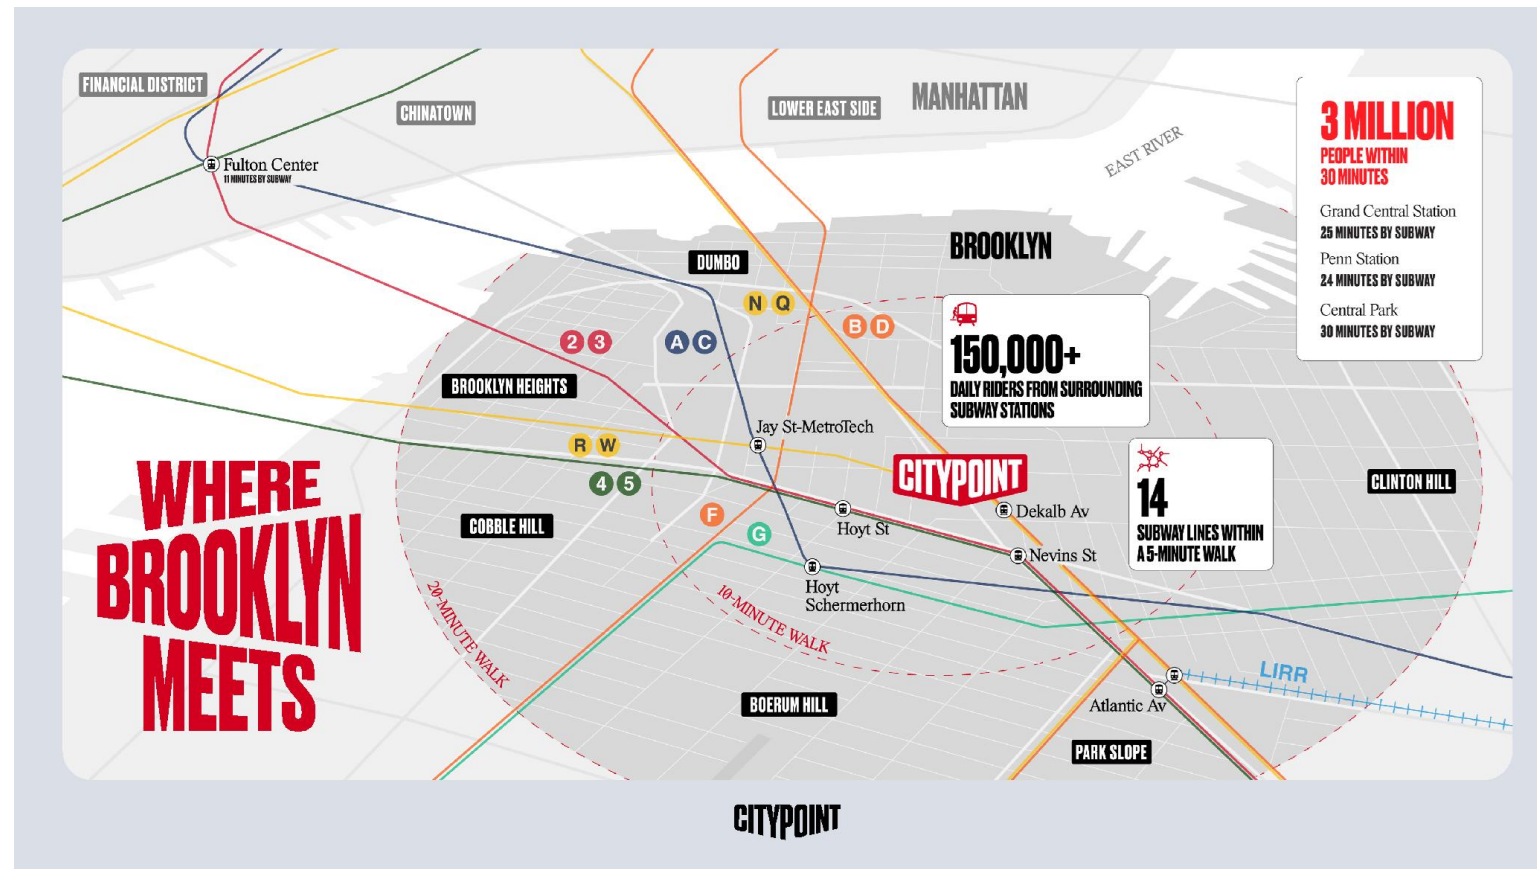 FINANCIAL DISTRICT
CHINATOWN
LOWER EAST SIDE
MANHATTAN
EAST RIVER
Fulton Center
11 MINUTES BY SUBWAY
3 MILLION
PEOPLE WITHIN
30 MINUTES
Grand Central Station
25 MINUTES BY SUBWAY
Penn Station
24 MINUTES BY SUBWAY
Central Park
30 MINUTES BY SUBWAY
DUMBO
BROOKLYN
N Q
B D
2 3
A C
150,000+
DAILY RIDERS FROM SURROUNDING
SUBWAY STATIONS
BROOKLYN HEIGHTS
Jay St-MetroTech
R W
4 5
CITYPOINT
14
SUBWAY LINES WITHIN
A 5-MINUTE WALK
CLINTON HILL
WHERE
BROOKLYN
MEETS
COBBLE HILL
F
G
Hoyt St
Dekalb Av
Nevins St
Hoyt
Schermerhorn
20-MINUTE WALK
10-MINUTE WALK
LIRR
BOERUM HILL
Atlantic Av
PARK SLOPE
CITYPOINT